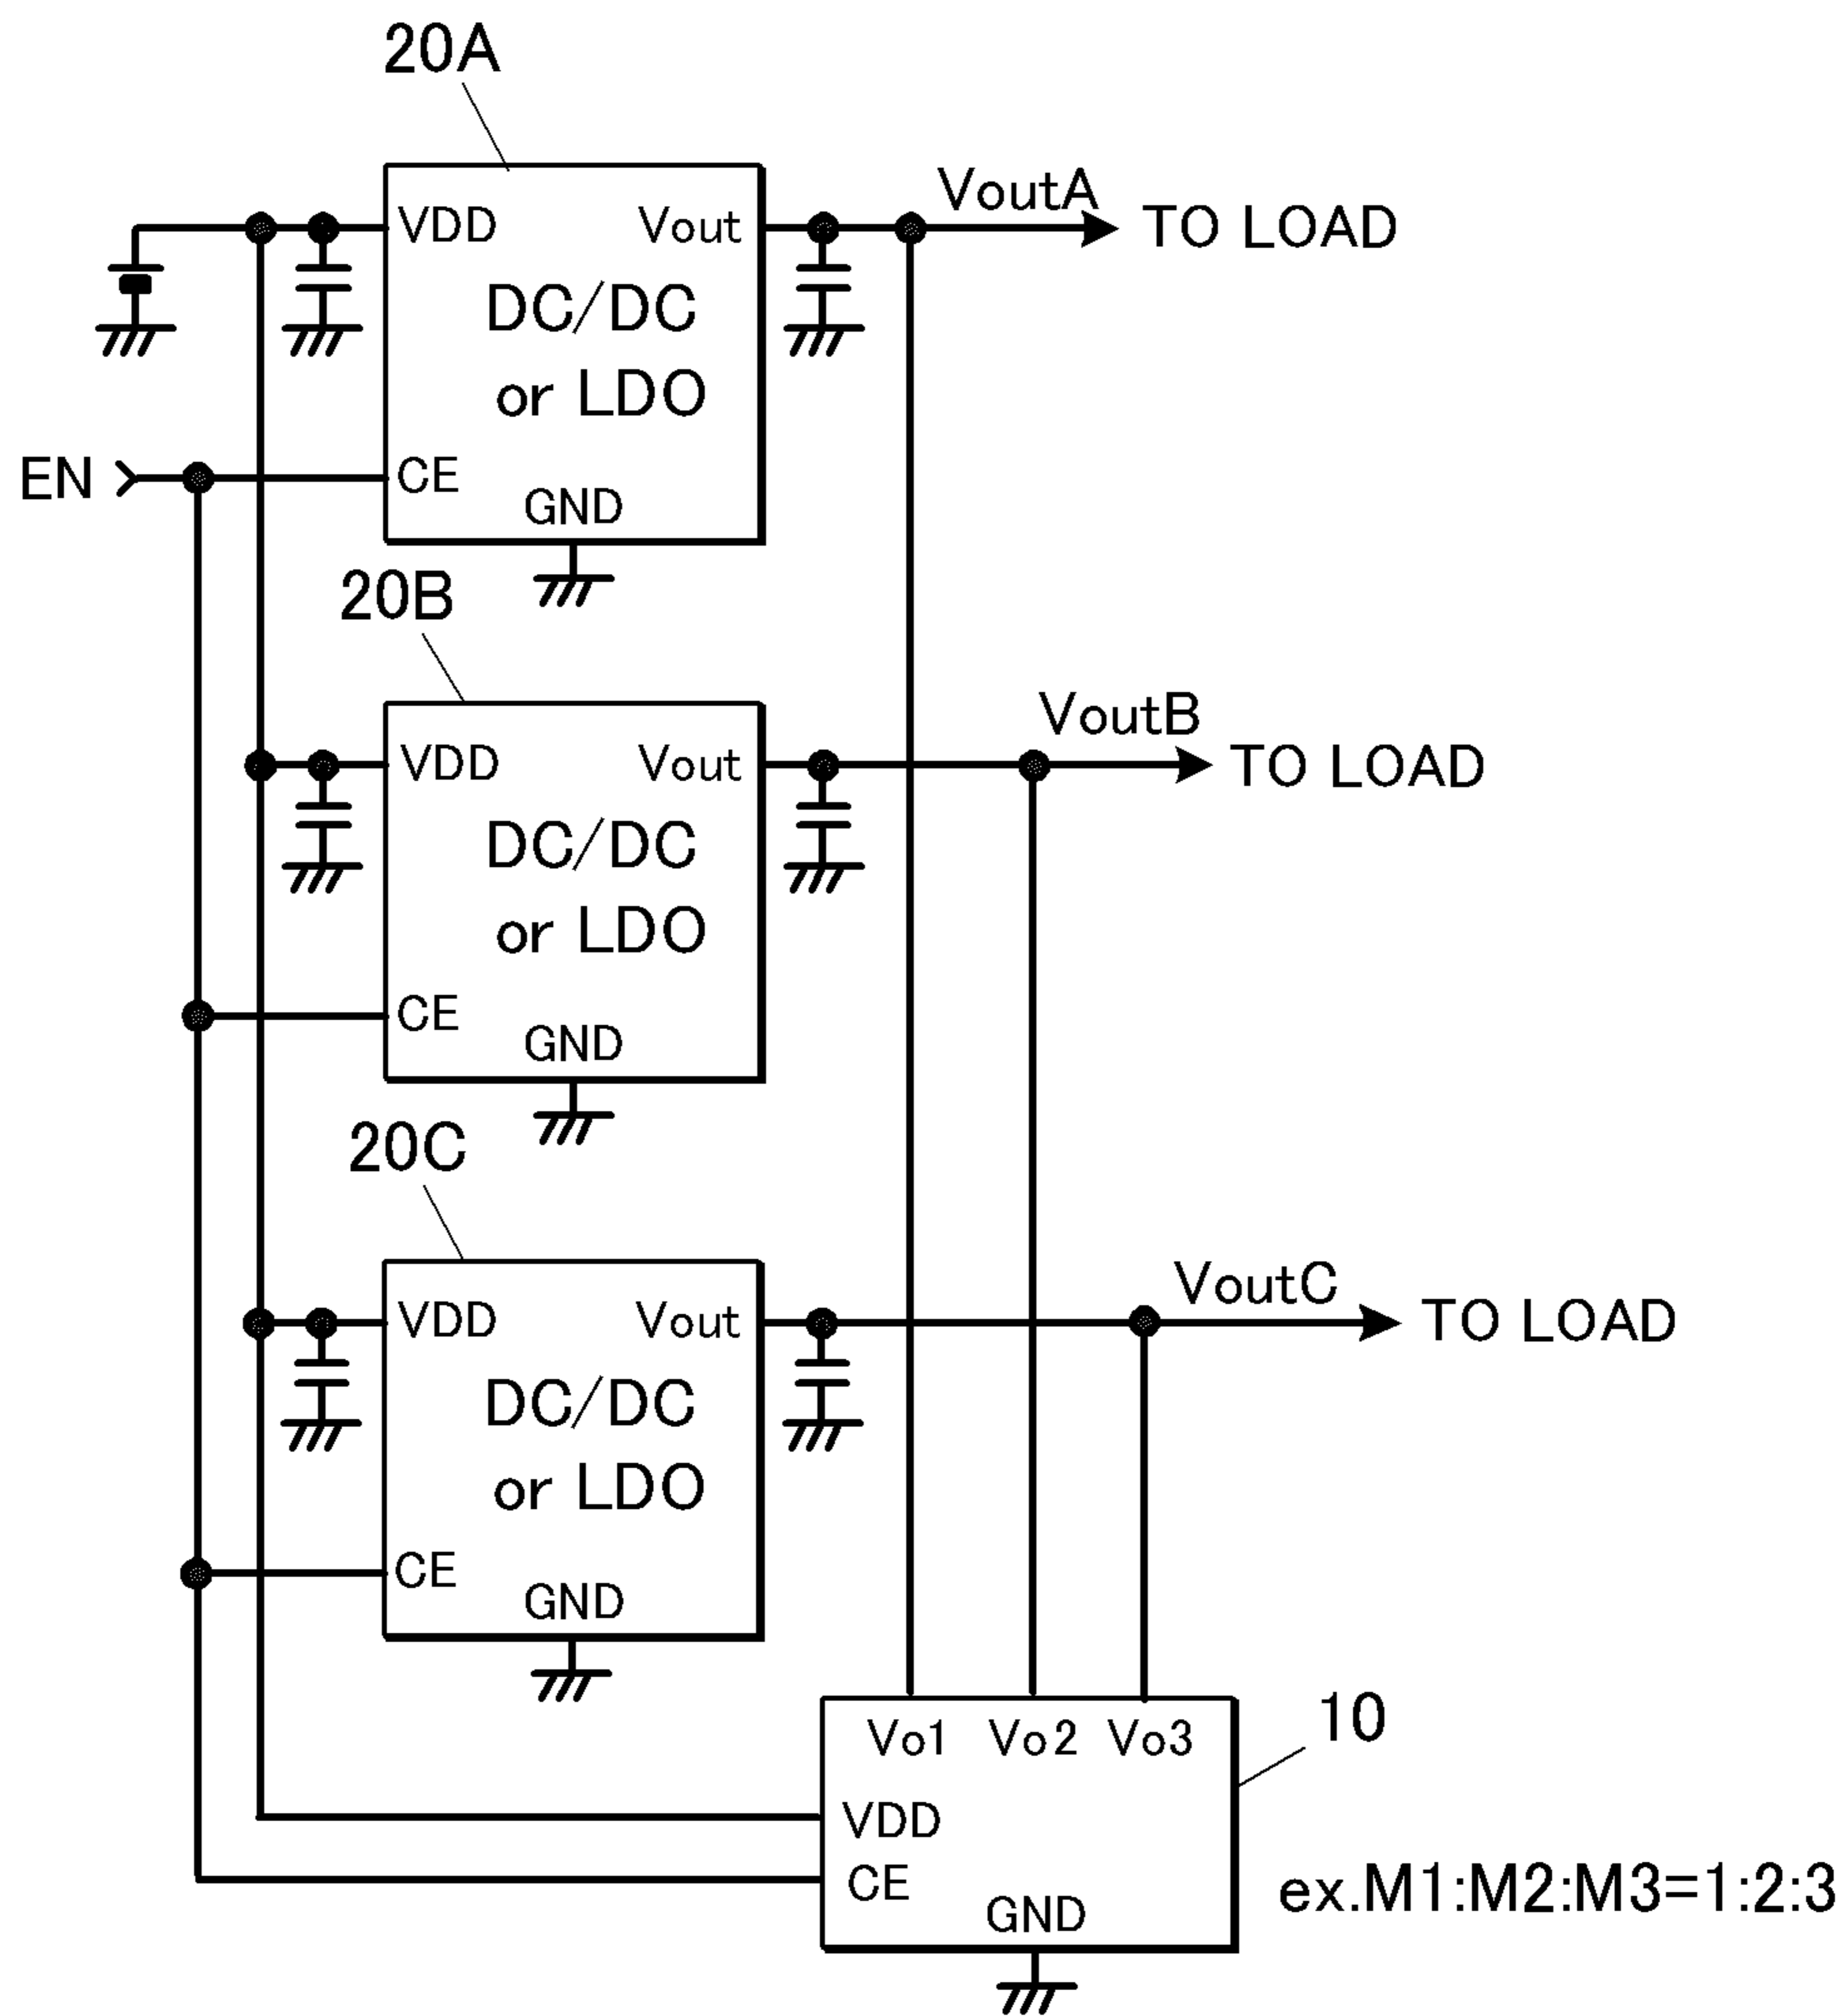 20A
VDD Vout VoutA TO LOAD
DC/DC
or LDO
EN CE
GND
20B
VDD Vout VoutB TO LOAD
DC/DC
or LDO
CE
GND
20C
VDD Vout VoutC TO LOAD
DC/DC
or LDO
CE
GND
10
Vo1 Vo2 Vo3
VDD
CE
GND
ex.M1:M2:M3=1:2:3